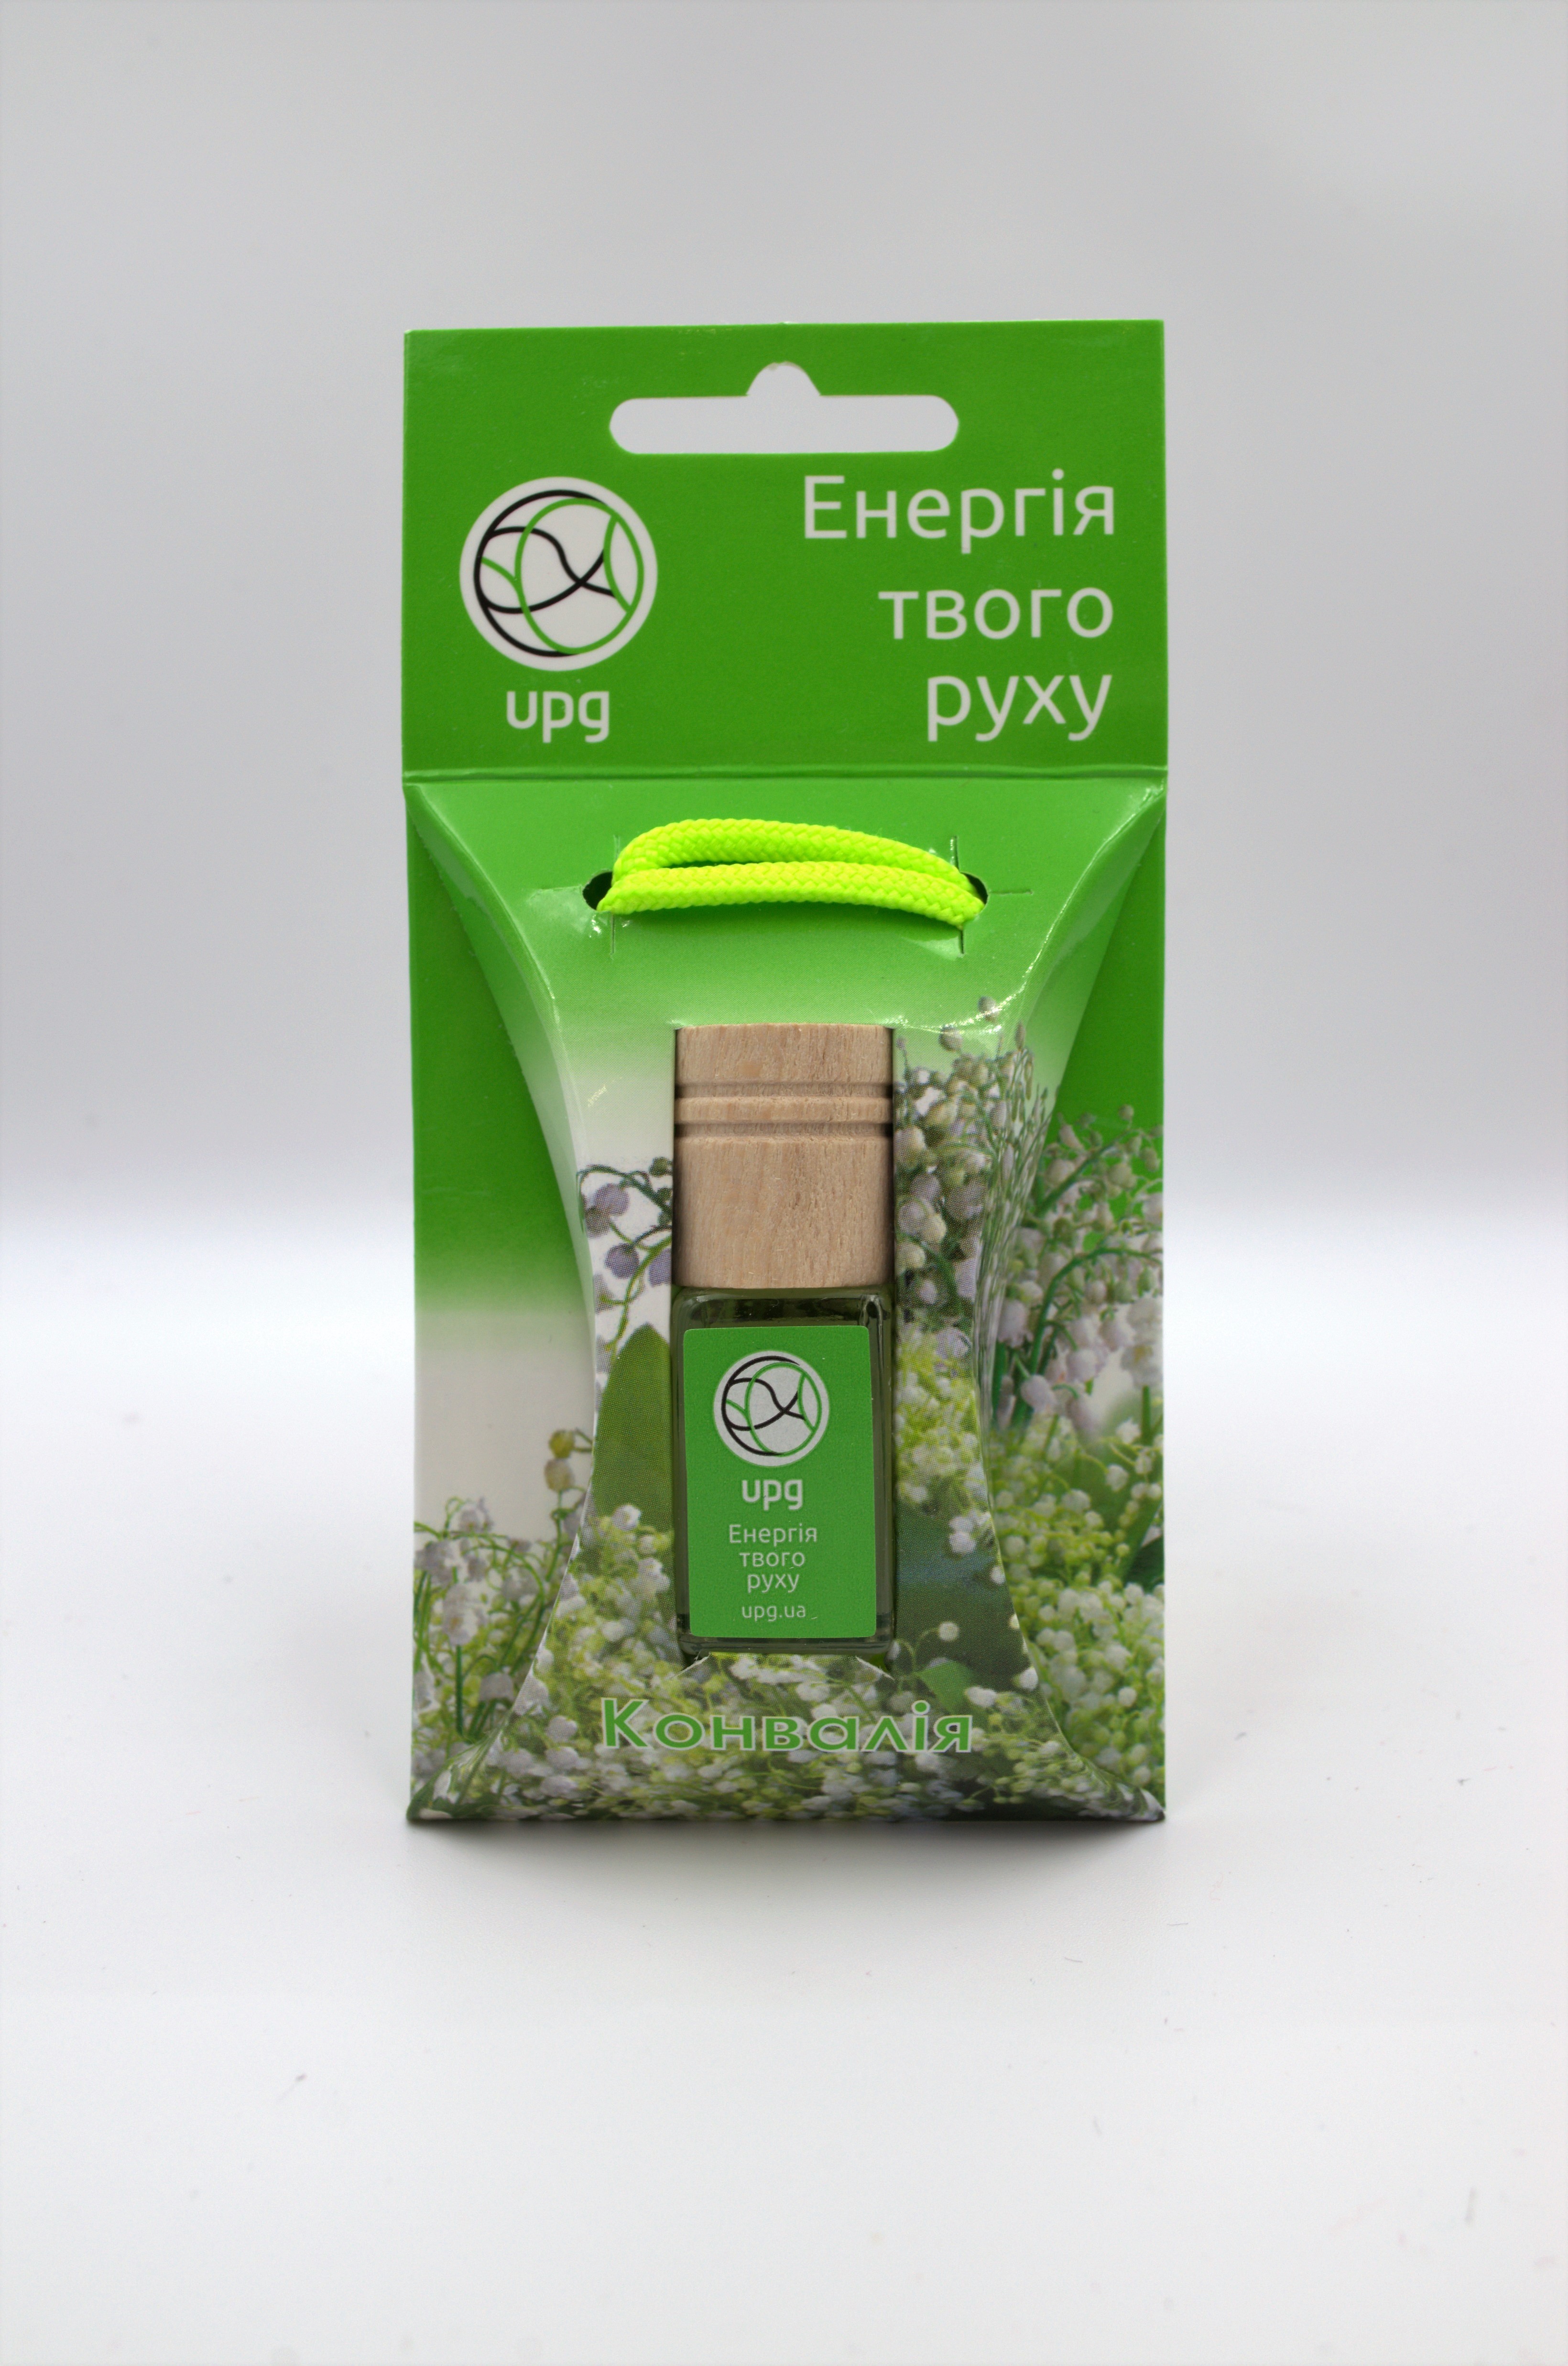 Енергія
твого
руху
upg
upg
Енергія
твого
руху
upg.ua
Конвалія